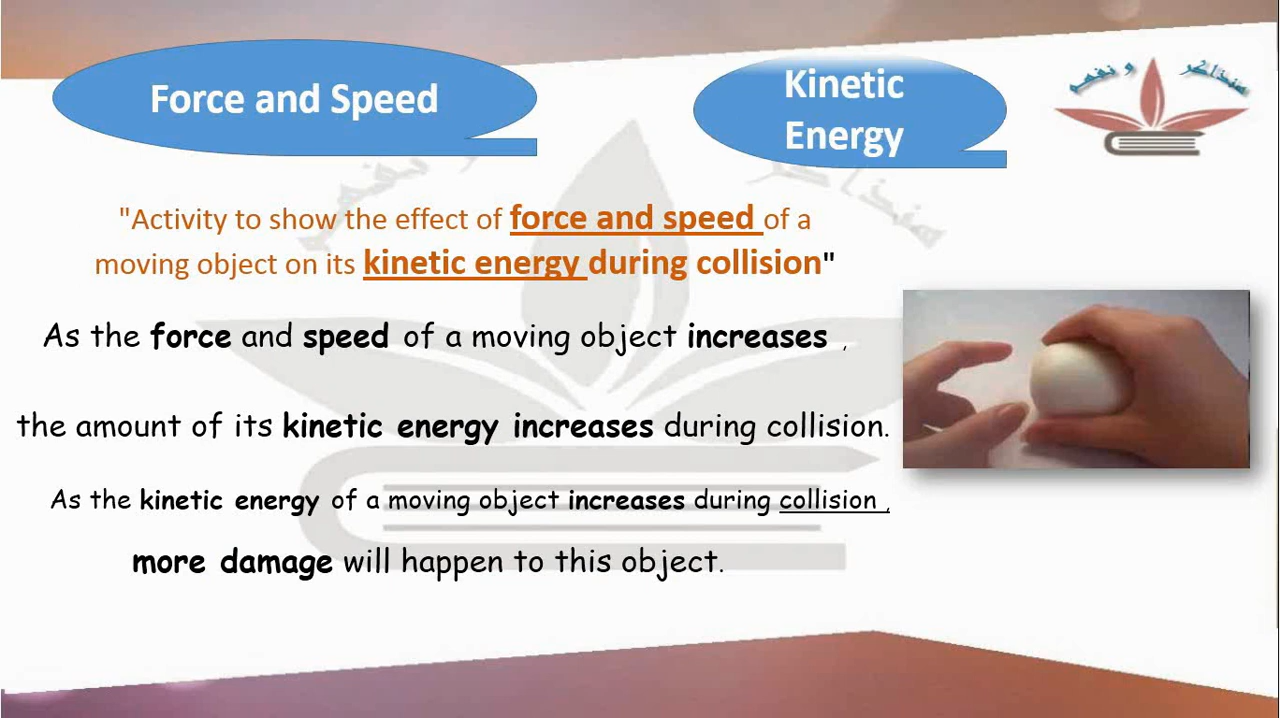 Force and Speed
Kinetic
Energy
سنذاكر و نفهم
"Activity to show the effect of force and speed of a
moving object on its kinetic energy during collision"
As the force and speed of a moving object increases ,
the amount of its kinetic energy increases during collision.
As the kinetic energy of a moving object increases during collision ,
more damage will happen to this object.